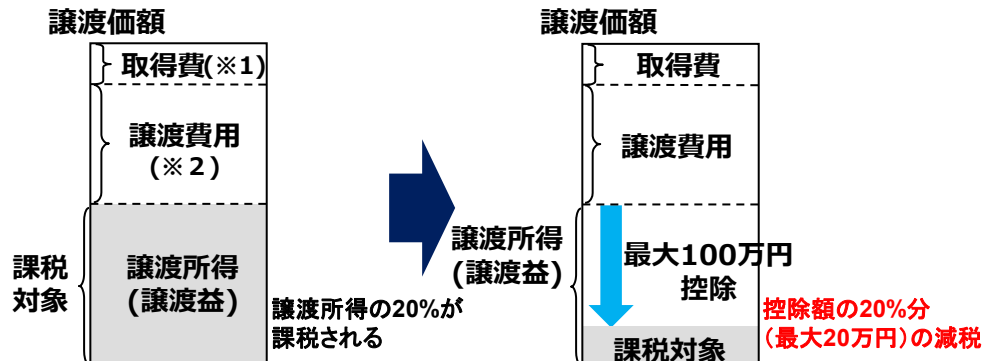 譲渡価額
取得費(※1)
譲渡費用
(※２)
課税
対象
譲渡所得
(譲渡益)
譲渡所得の20%が
課税される
譲渡価額
取得費
譲渡費用
譲渡所得
(譲渡益)
最大100万円
控除
課税対象
控除額の20%分
（最大20万円）の減税